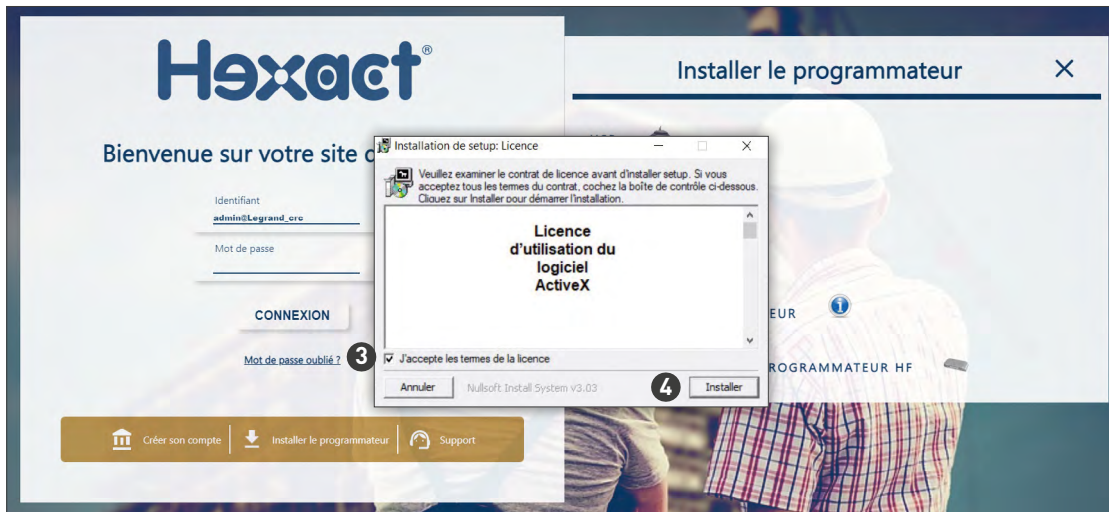 Hexact®
Installer le programmateur
Bienvenue sur votre site d
Identifiant
admin@Legrand_crc
Mot de passe
CONNEXION
Mot de passe oublié ?
Créer son compte
Installer le programmateur
Support
Installation de setup: Licence
Veuillez examiner le contrat de licence avant d'installer setup. Si vous
acceptez tous les termes du contrat, cochez la boîte de contrôle ci-dessous.
Cliquez sur Installer pour démarrer l'installation.
Licence
d'utilisation du
logiciel
ActiveX
3
J'accepte les termes de la licence
Annuler
Nullsoft Install System v3.03
4
Installer
EUR
ROGRAMMATEUR HF